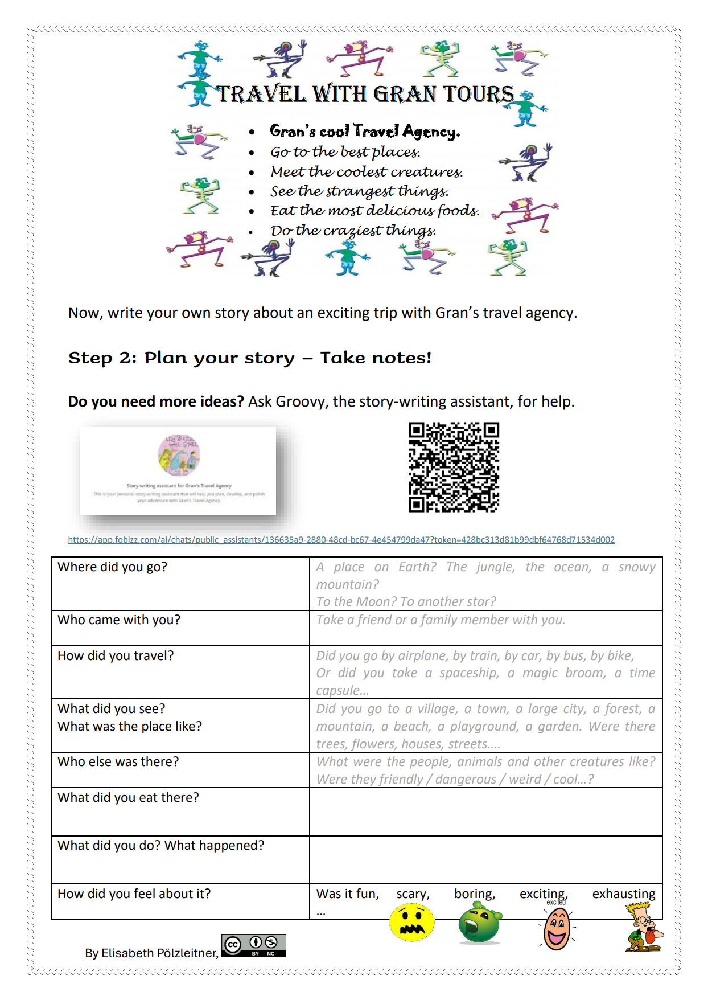 TRAVEL WITH GRAN TOURS
• Gran's cool Travel Agency.
• Go to the best places.
• Meet the coolest creatures.
• See the strangest things.
• Eat the most delicious foods.
• Do the craziest things.
Now, write your own story about an exciting trip with Gran's travel agency.
Step 2: Plan your story – Take notes!
Do you need more ideas? Ask Groovy, the story-writing assistant, for help.
with Gran
Story-writing assistant for Gran's Travel Agency
This is your personal story-writing assistant that will help you plan, develop, and polish
your adventure with Gran's Travel Agency.
https://app.fobizz.com/ai/chats/public_assistants/136635a9-2880-48cd-bc67-4e454799da47?token=428bc313d81b99dbf64768d71534d002
Where did you go?
A place on Earth? The jungle, the ocean, a snowy
mountain?
To the Moon? To another star?
Who came with you?
Take a friend or a family member with you.
How did you travel?
Did you go by airplane, by train, by car, by bus, by bike,
Or did you take a spaceship, a magic broom, a time
capsule…
What did you see?
What was the place like?
Did you go to a village, a town, a large city, a forest, a
mountain, a beach, a playground, a garden. Were there
trees, flowers, houses, streets….
Who else was there?
What were the people, animals and other creatures like?
Were they friendly / dangerous / weird / cool…?
What did you eat there?
What did you do? What happened?
How did you feel about it?
Was it fun, scary, boring, exciting, exhausting
…
excited
By Elisabeth Pölzleitner,
cc BY NC